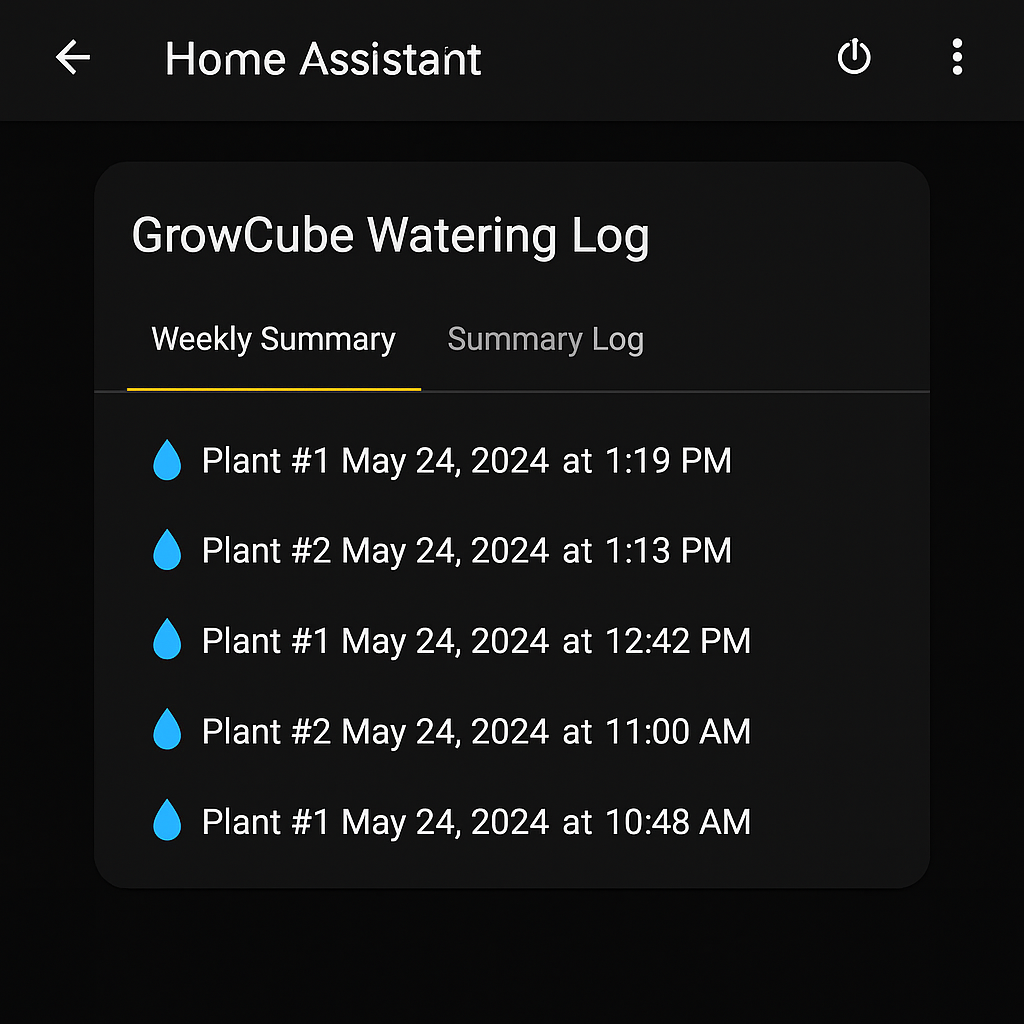 Home Assistant
GrowCube Watering Log
Weekly Summary Summary Log
Plant #1 May 24, 2024 at 1:19 PM
Plant #2 May 24, 2024 at 1:13 PM
Plant #1 May 24, 2024 at 12:42 PM
Plant #2 May 24, 2024 at 11:00 AM
Plant #1 May 24, 2024 at 10:48 AM